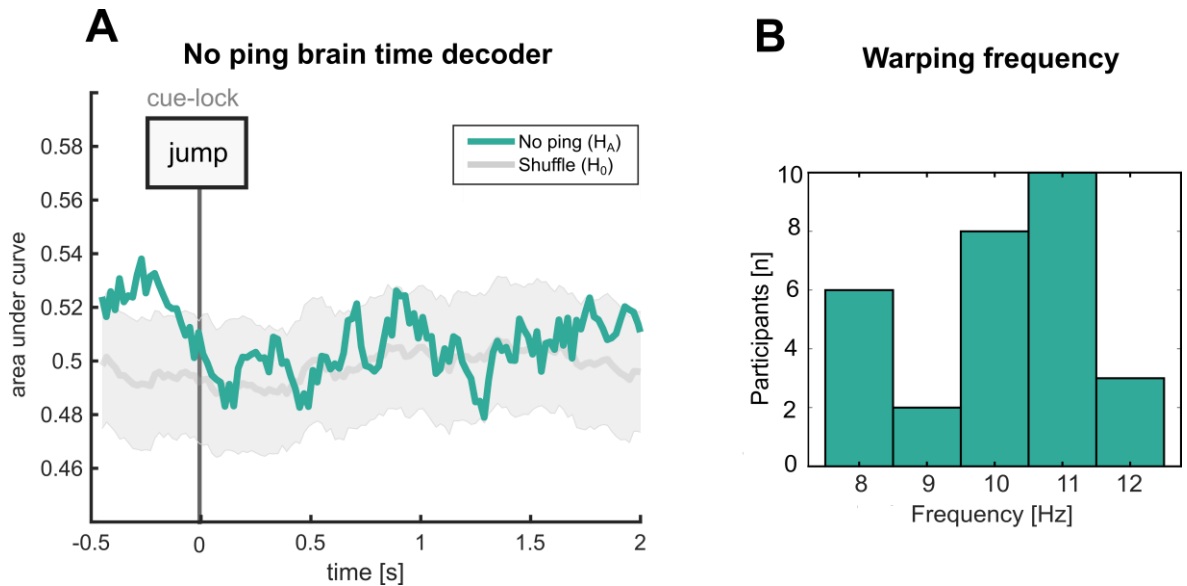 A
No ping brain time decoder
cue-lock
jump
No ping (H_A)
Shuffle (H_0)
0.58
0.56
0.54
0.52
0.5
0.48
0.46
area under curve
-0.5 0 0.5 1 1.5 2
time [s]
B
Warping frequency
10
8
6
4
2
0
Participants [n]
8 9 10 11 12
Frequency [Hz]